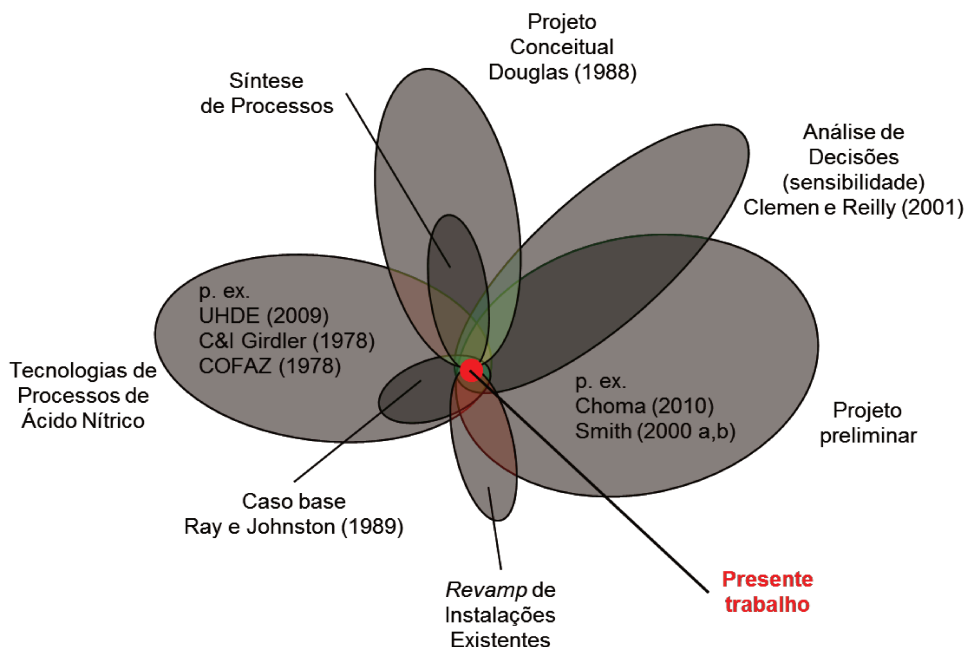 Projeto
Conceitual
Douglas (1988)
Síntese
de Processos
Análise de
Decisões
(sensibilidade)
Clemen e Reilly (2001)
p. ex.
UHDE (2009)
C&I Girdler (1978)
COFAZ (1978)
Tecnologias de
Processos de
Ácido Nítrico
p. ex.
Choma (2010)
Smith (2000 a,b)
Projeto
preliminar
Caso base
Ray e Johnston (1989)
Revamp de
Instalações
Existentes
Presente
trabalho